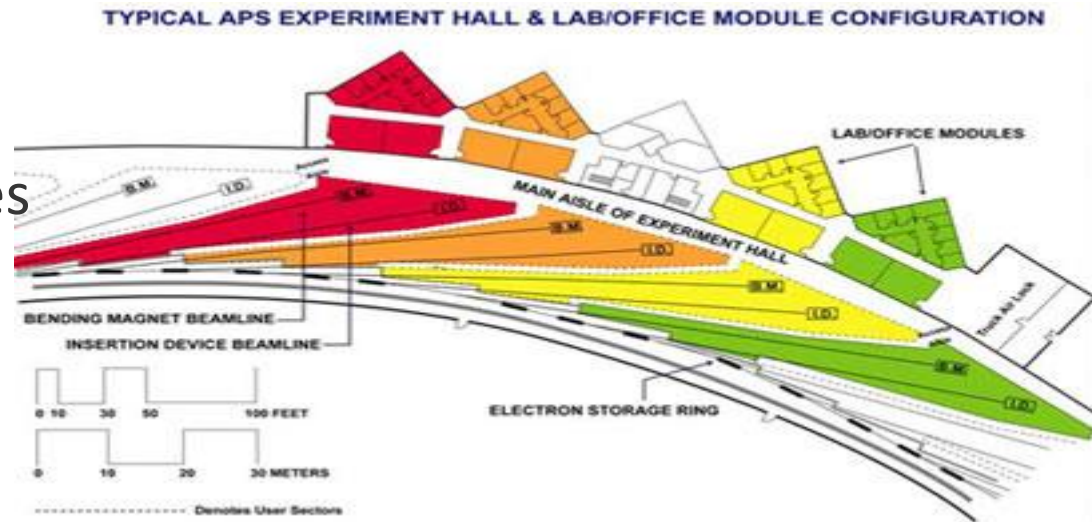 TYPICAL APS EXPERIMENT HALL & LAB/OFFICE MODULE CONFIGURATION
LAB/OFFICE MODULES
es
B.M.
I.D.
Access
MAIN AISLE OF EXPERIMENT HALL
B.M.
I.D.
B.M.
I.D.
B.M.
I.D.
Truck Air Lock
BENDING MAGNET BEAMLINE
INSERTION DEVICE BEAMLINE
B.M.
I.D.
ELECTRON STORAGE RING
0 10 30 50 100 FEET
0 10 20 30 METERS
Denotes User Sectors